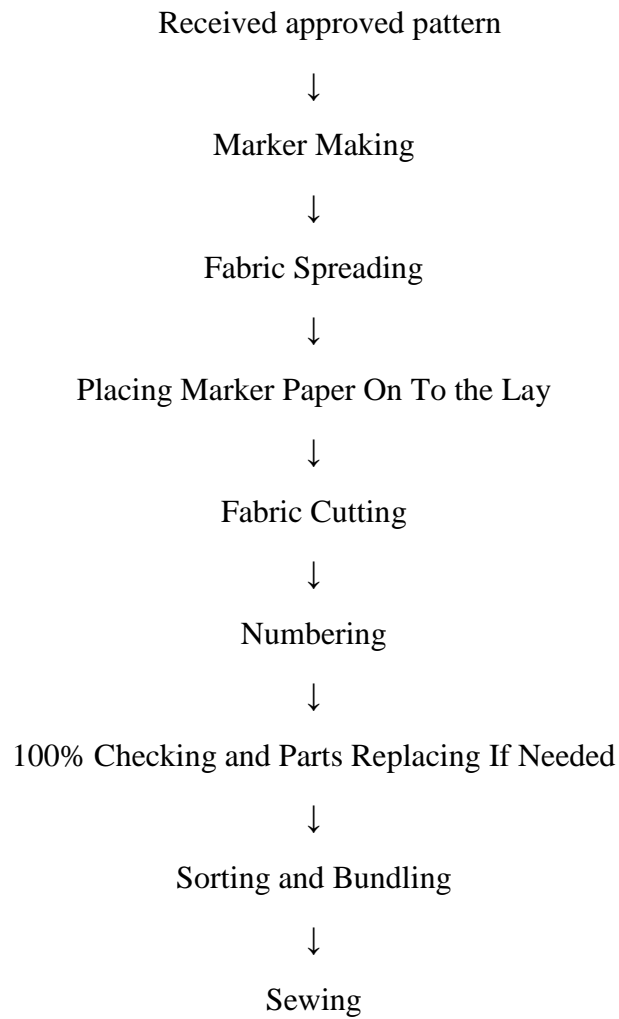 Received approved pattern
↓
Marker Making
↓
Fabric Spreading
↓
Placing Marker Paper On To the Lay
↓
Fabric Cutting
↓
Numbering
↓
100% Checking and Parts Replacing If Needed
↓
Sorting and Bundling
↓
Sewing